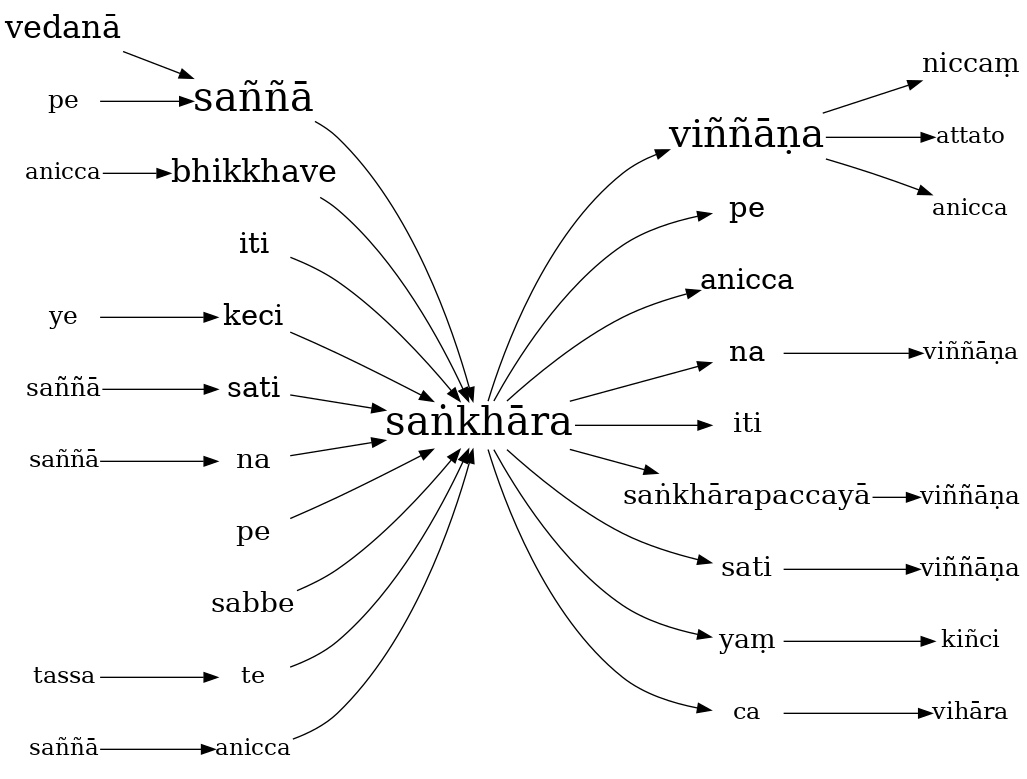 vedanā
pe
saññā
anicca
bhikkhave
iti
ye
keci
saññā
sati
saññā
na
pe
sabbe
tassa
te
saññā
anicca
saṅkhāra
viññāṇa
niccaṃ
attato
anicca
pe
anicca
na
viññāṇa
iti
saṅkhārapaccayā
viññāṇa
sati
viññāṇa
yaṃ
kiñci
ca
vihāra